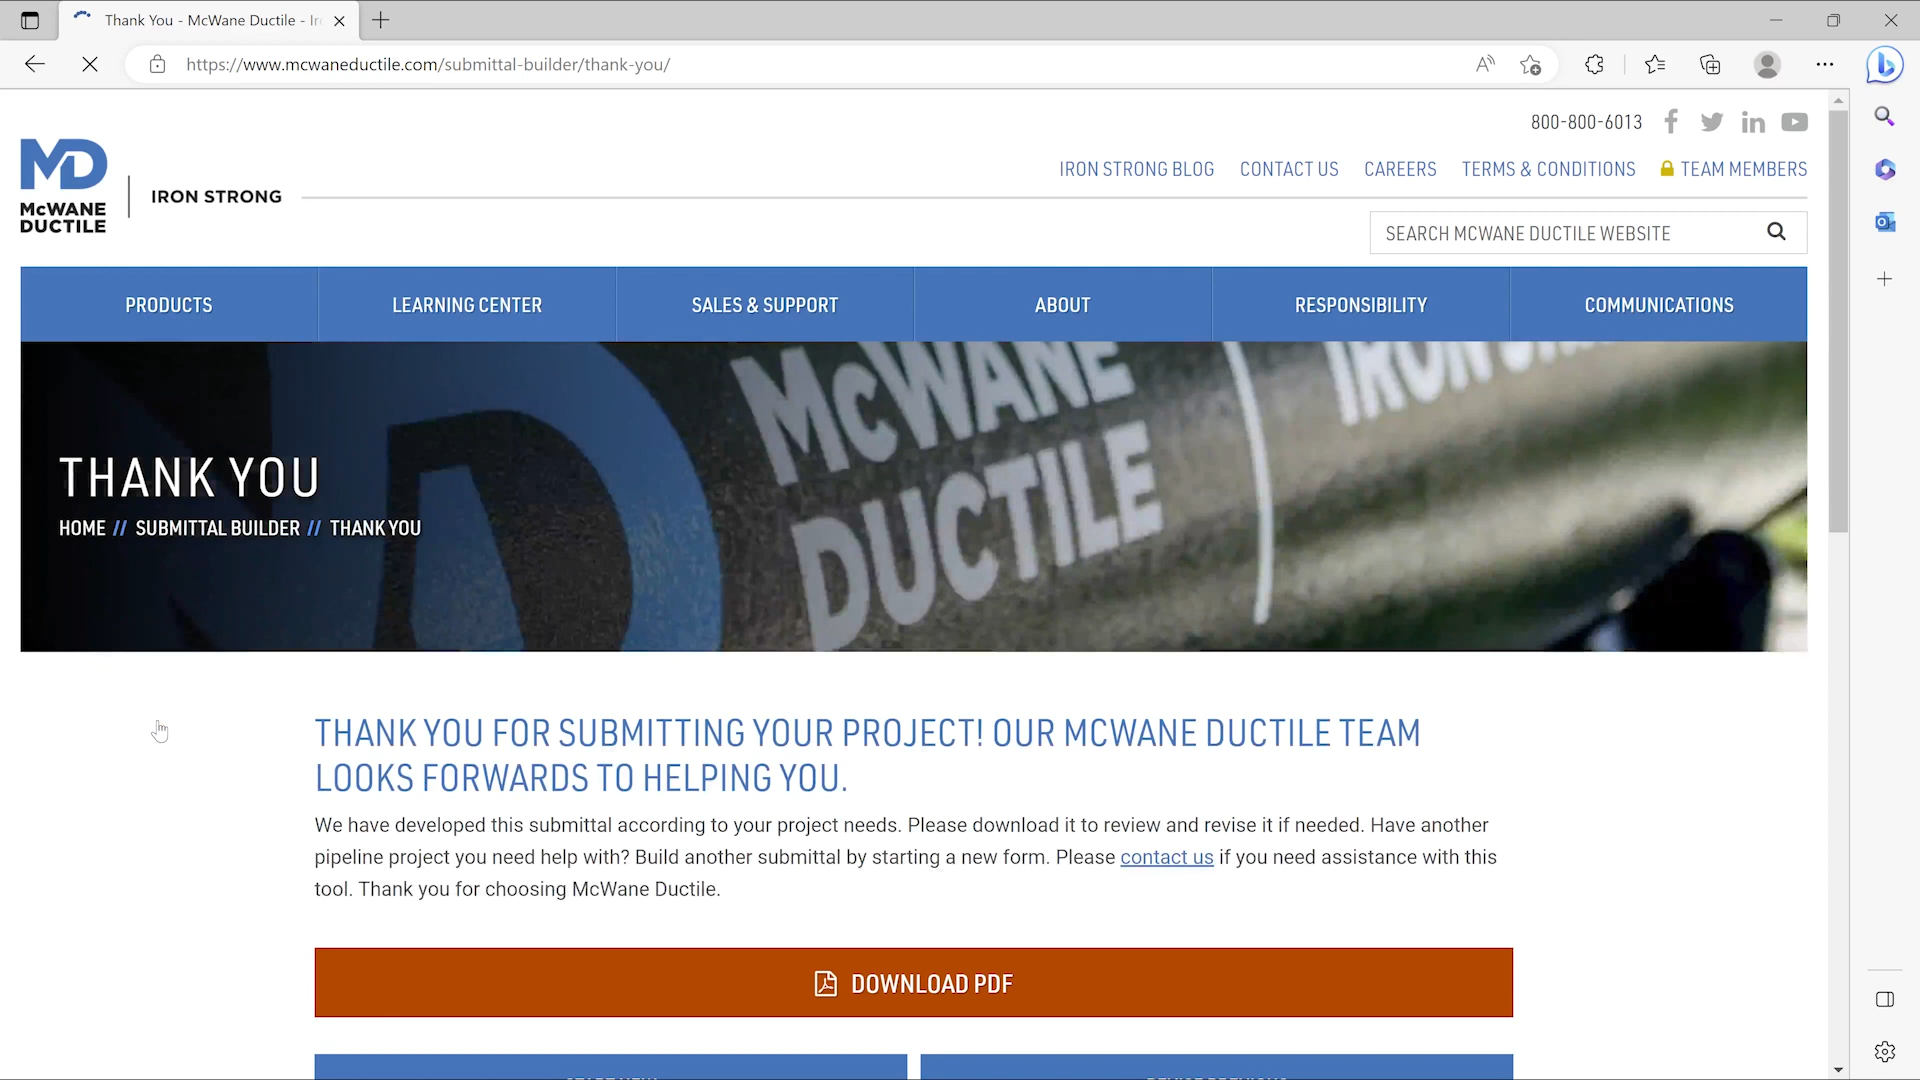 Thank You - McWane Ductile - Ir
https://www.mcwaneductile.com/submittal-builder/thank-you/
800-800-6013
IRON STRONG BLOG CONTACT US CAREERS TERMS & CONDITIONS TEAM MEMBERS
MD
McWANE
DUCTILE
IRON STRONG
SEARCH MCWANE DUCTILE WEBSITE
PRODUCTS LEARNING CENTER SALES & SUPPORT ABOUT RESPONSIBILITY COMMUNICATIONS
McWANE
DUCTILE
THANK YOU
HOME // SUBMITTAL BUILDER // THANK YOU
THANK YOU FOR SUBMITTING YOUR PROJECT! OUR MCWANE DUCTILE TEAM
LOOKS FORWARDS TO HELPING YOU.
We have developed this submittal according to your project needs. Please download it to review and revise it if needed. Have another
pipeline project you need help with? Build another submittal by starting a new form. Please contact us if you need assistance with this
tool. Thank you for choosing McWane Ductile.
DOWNLOAD PDF